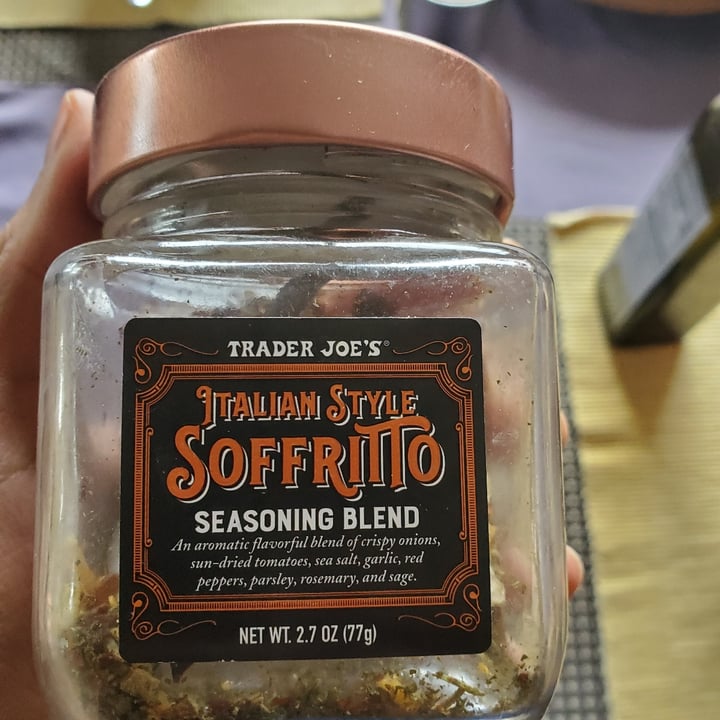 TRADER JOE'S®
ITALIAN STYLE
SOFFRITTO
SEASONING BLEND
An aromatic flavorful blend of crispy onions,
sun-dried tomatoes, sea salt, garlic, red
peppers, parsley, rosemary, and sage.
NET WT. 2.7 OZ (77g)